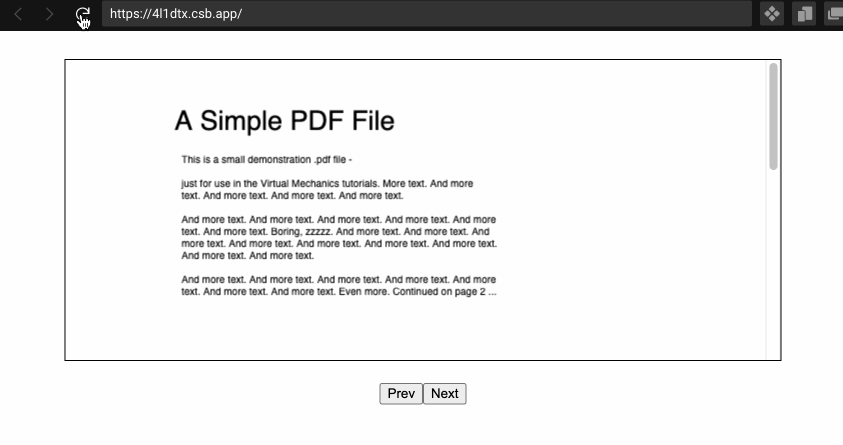 https://4l1dtx.csb.app/
A Simple PDF File
This is a small demonstration .pdf file -
just for use in the Virtual Mechanics tutorials. More text. And more
text. And more text. And more text. And more text.
And more text. And more text. And more text. And more text. And more
text. And more text. Boring, zzzzz. And more text. And more text. And
more text. And more text. And more text. And more text. And more text.
And more text. And more text.
And more text. And more text. And more text. And more text. And more
text. And more text. And more text. Even more. Continued on page 2 ...
Prev Next